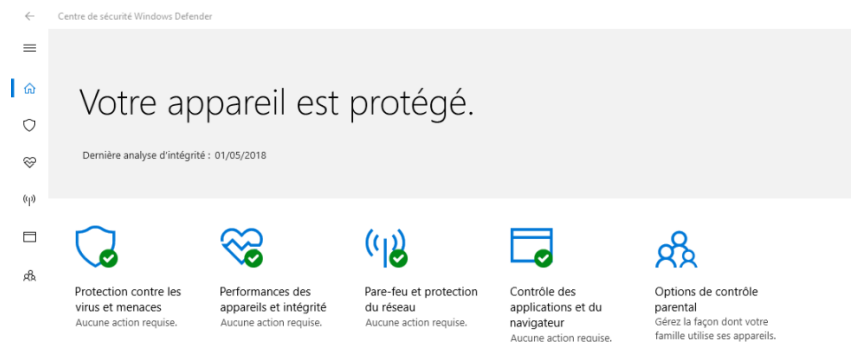 Centre de sécurité Windows Defender
Votre appareil est protégé.
Dernière analyse d'intégrité : 01/05/2018
Protection contre les
virus et menaces
Aucune action requise.
Performances des
appareils et intégrité
Aucune action requise.
Pare-feu et protection
du réseau
Aucune action requise.
Contrôle des
applications et du
navigateur
Aucune action requise.
Options de contrôle
parental
Gérez la façon dont votre
famille utilise ses appareils.